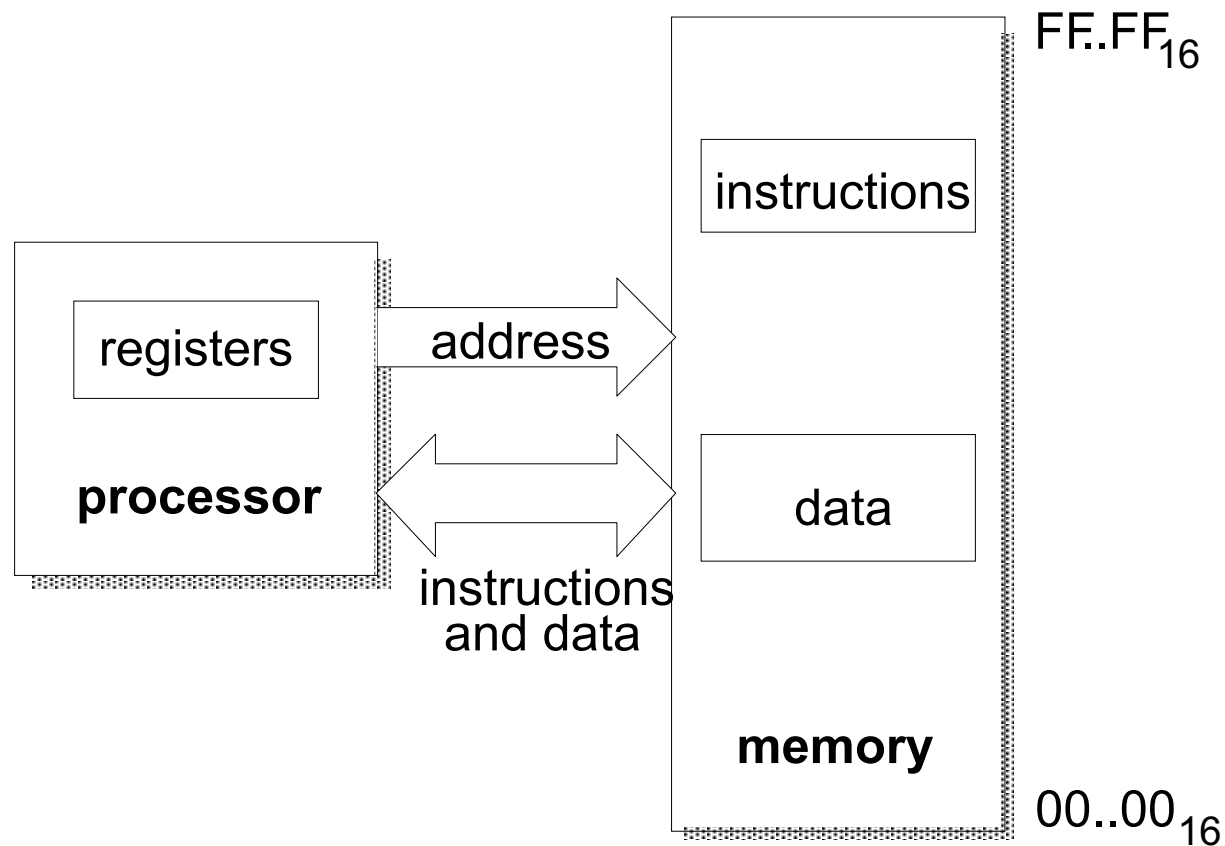 FF..FF16
instructions
registers
address
processor
data
instructions
and data
memory
00..0016